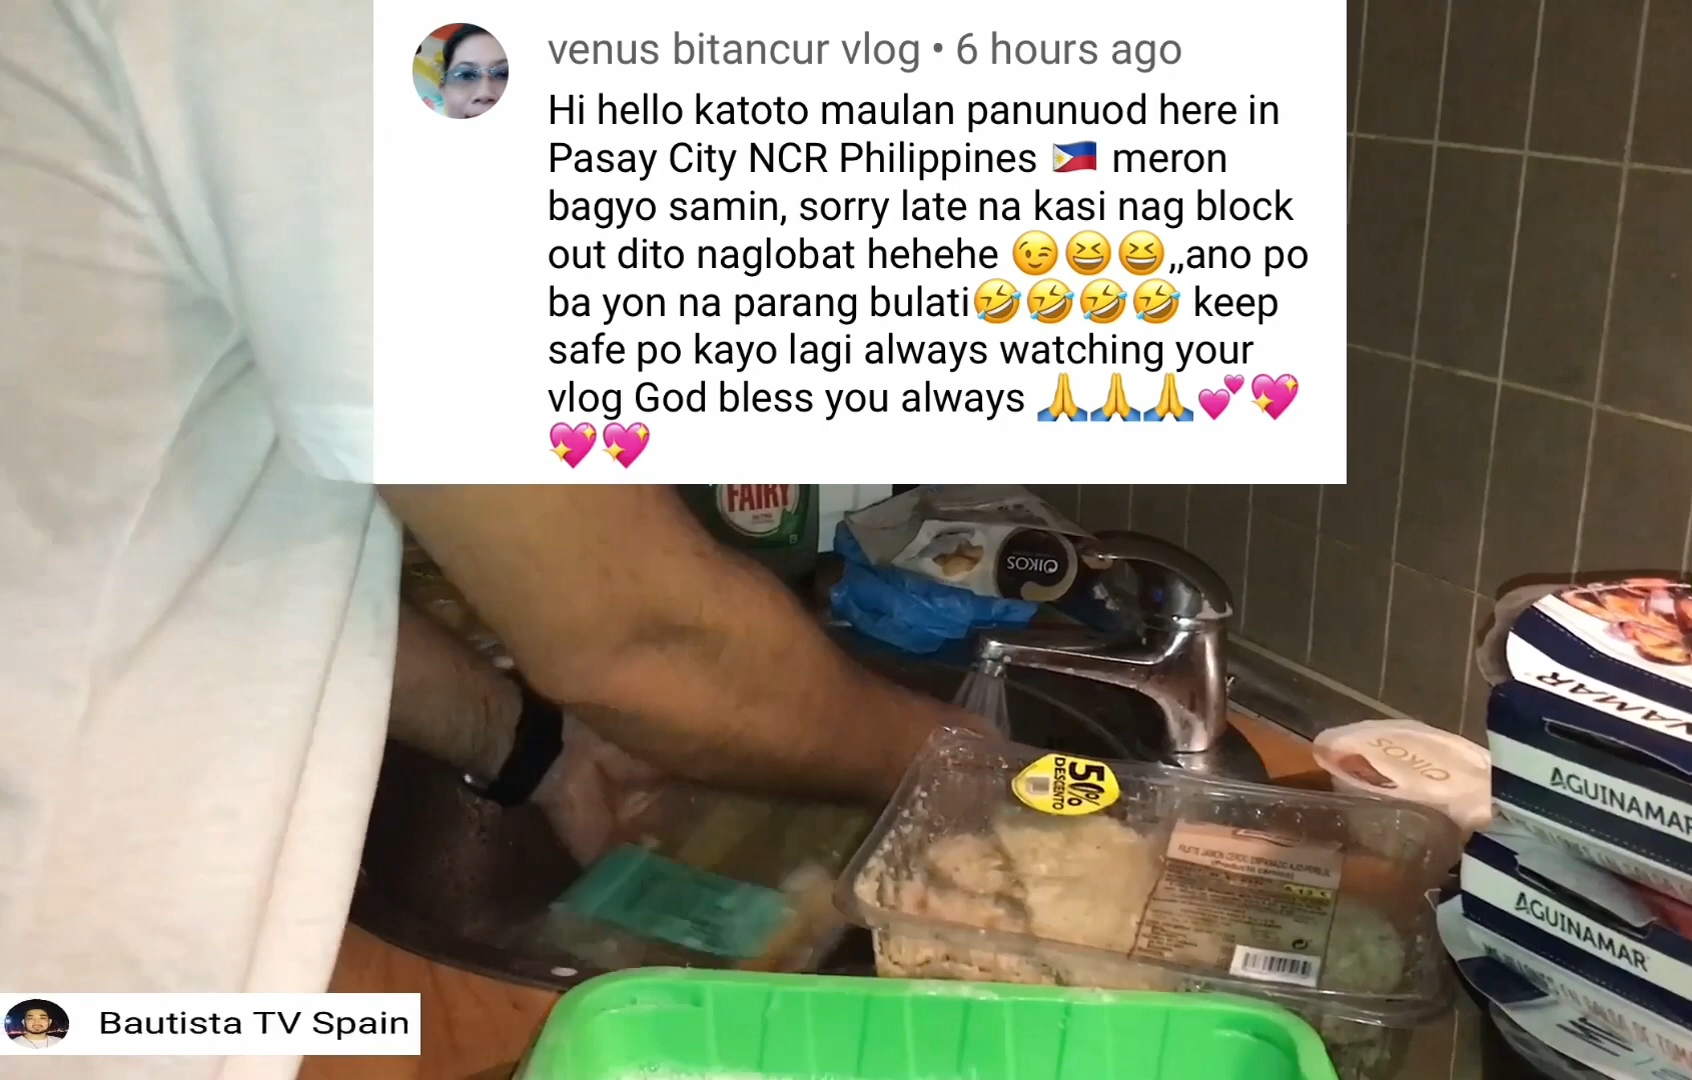 venus bitancur vlog • 6 hours ago
Hi hello katoto maulan panunuod here in
Pasay City NCR Philippines 🇵🇭 meron
bagyo samin, sorry late na kasi nag block
out dito naglobat hehehe 😉😆😆,,ano po
ba yon na parang bulati🤣🤣🤣🤣 keep
safe po kayo lagi always watching your
vlog God bless you always 🙏🙏🙏💕💖
💖💖
FAIRY
OIKOS
50%
DESCUENTO
OIKOS
AGUINAMAR
AGUINAMAR
Bautista TV Spain